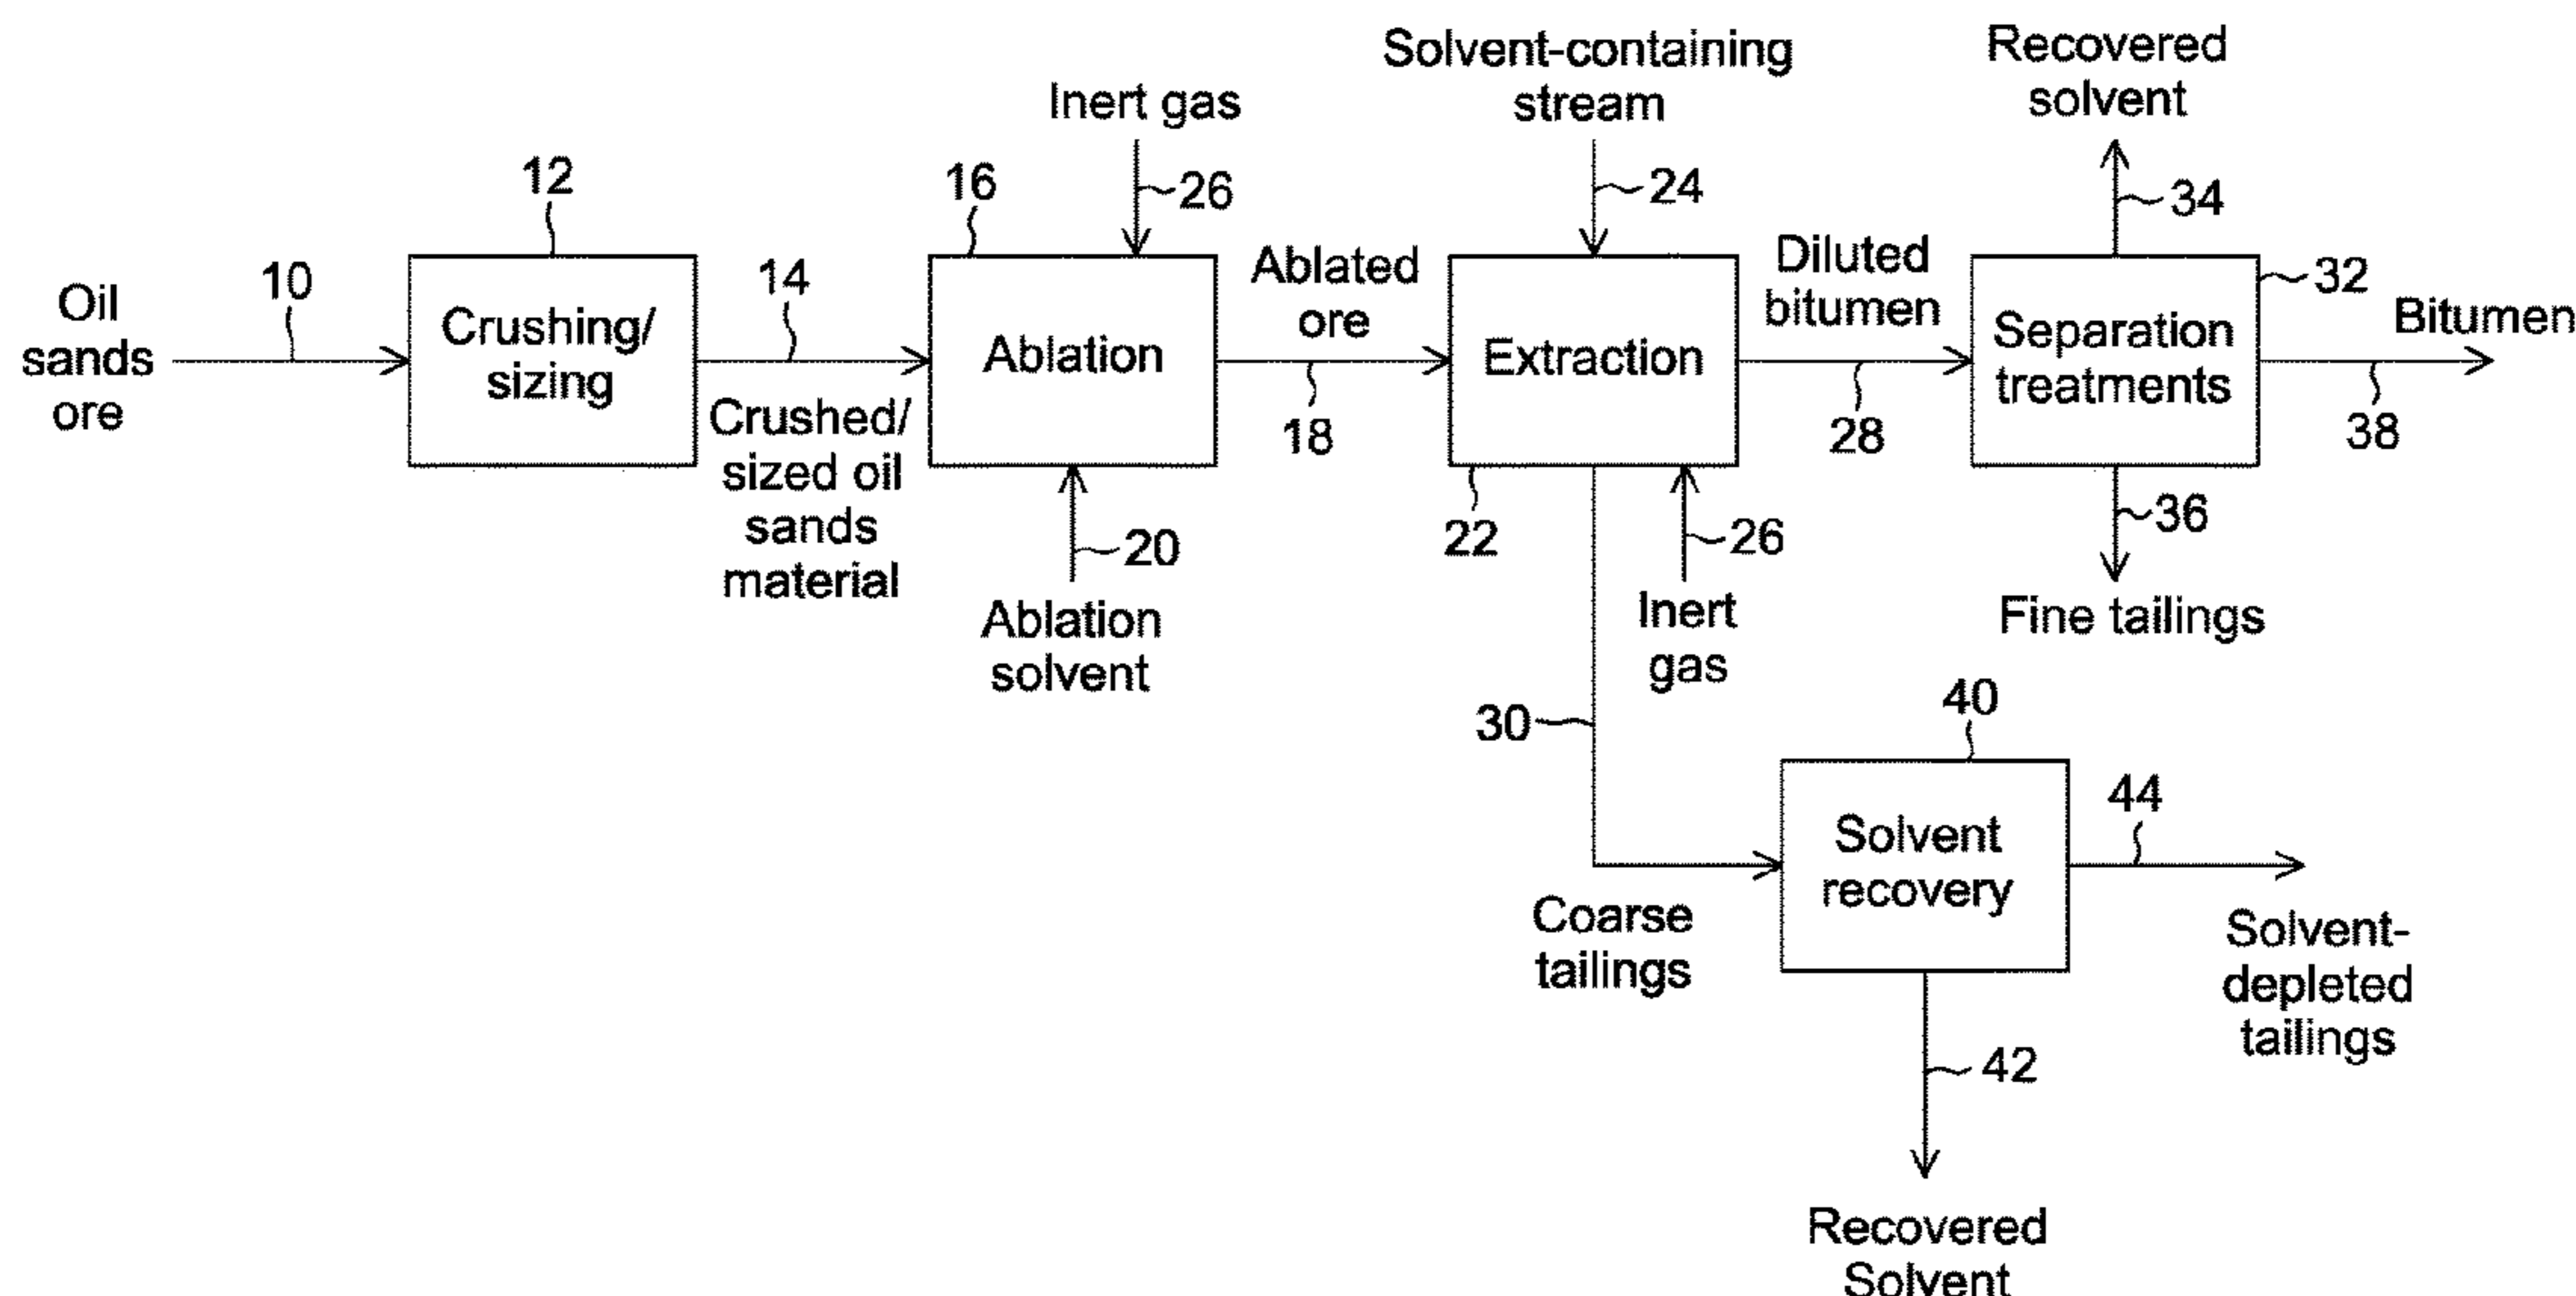 Oil
sands
ore
10
12
Crushing/
sizing
14
Crushed/
sized oil
sands
material
16
Inert gas
26
Ablation
20
Ablation
solvent
Ablated
ore
18
Solvent-containing
stream
24
Extraction
22
26
Inert
gas
Diluted
bitumen
28
Recovered
solvent
34
32
Separation
treatments
Bitumen
38
36
Fine tailings
30
Coarse
tailings
40
Solvent
recovery
44
Solvent-
depleted
tailings
42
Recovered
Solvent